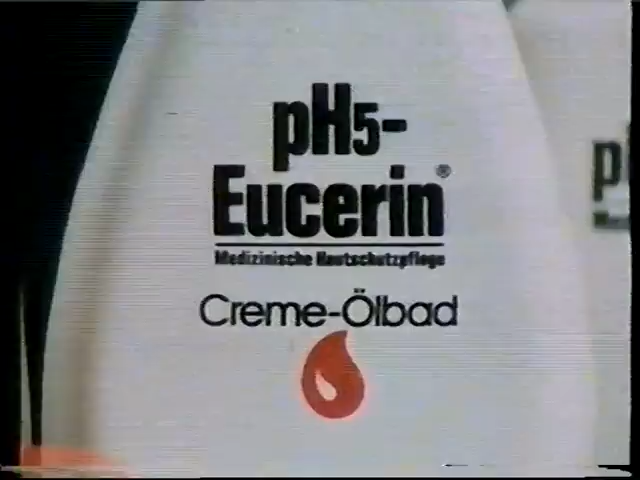 pH5-
Eucerin®
Medizinische Hautschutzpflege
Creme-Ölbad
p